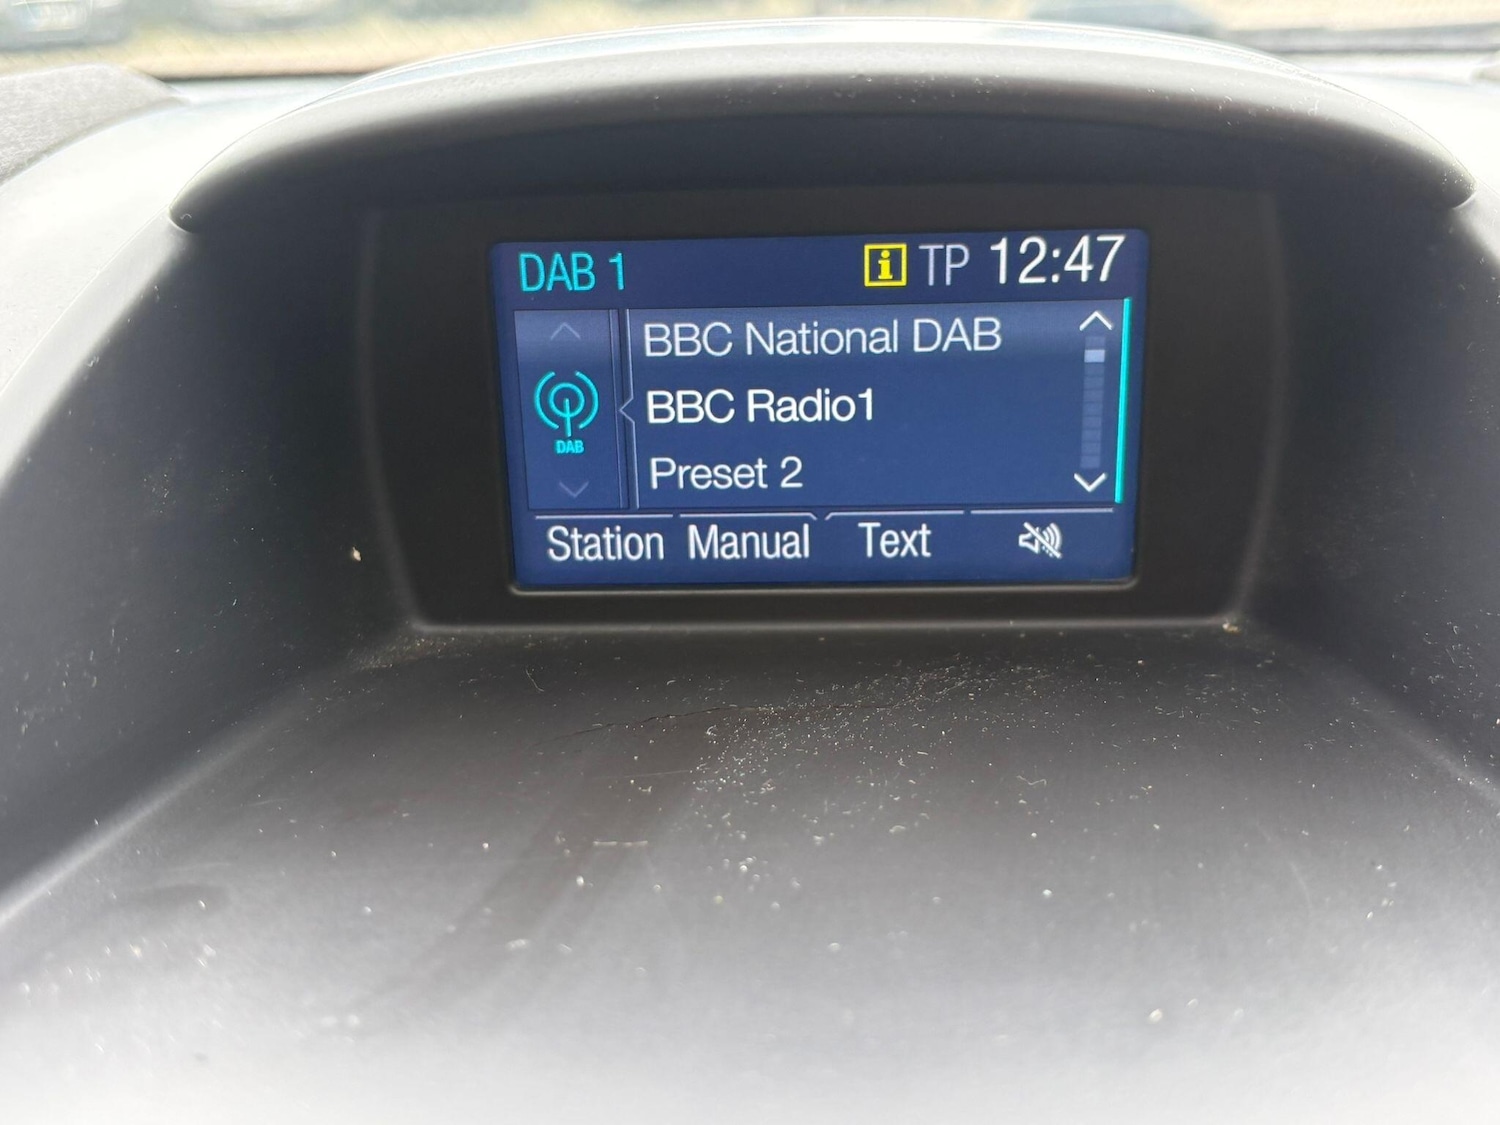 DAB 1 i TP 12:47
BBC National DAB
BBC Radio1
DAB
Preset 2
Station Manual Text